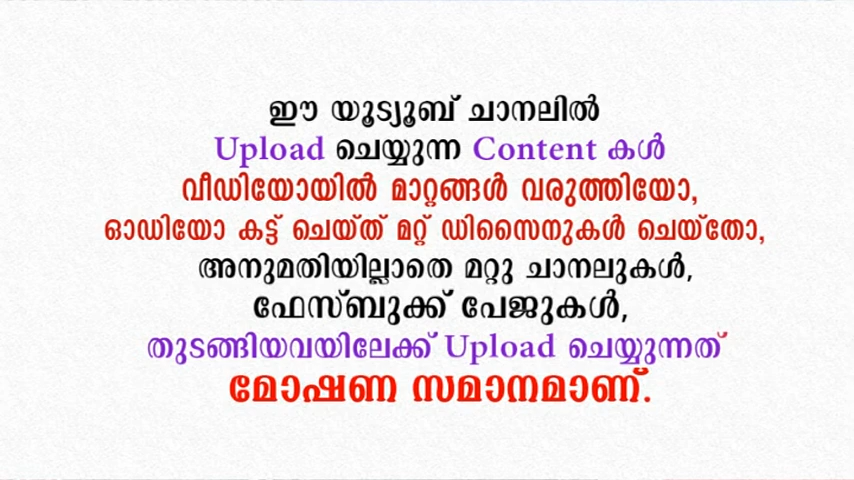 ഈ യൂട്യൂബ് ചാനലിൽ
Upload ചെയ്യുന്ന Content കൾ
വീഡിയോയിൽ മാറ്റങ്ങൾ വരുത്തിയോ,
ഓഡിയോ കട്ട് ചെയ്ത് മറ്റ് ഡിസൈനുകൾ ചെയ്തോ,
അനുമതിയില്ലാതെ മറ്റു ചാനലുകൾ,
ഫേസ്ബുക്ക് പേജുകൾ,
തുടങ്ങിയവയിലേക്ക് Upload ചെയ്യുന്നത്
മോഷണ സമാനമാണ്.